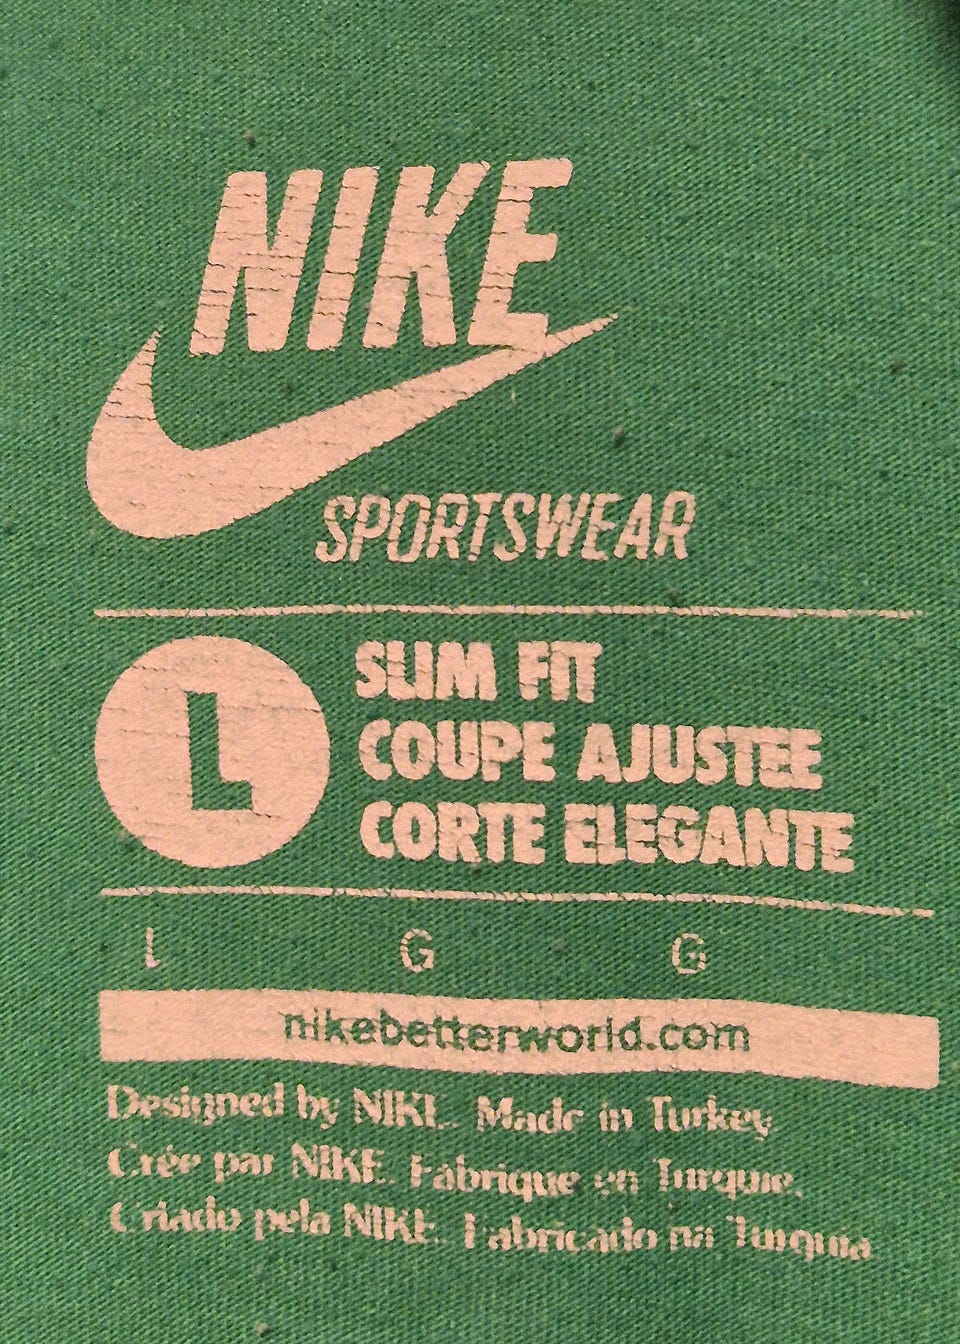 NIKE
SPORTSWEAR
L
SLIM FIT
COUPE AJUSTEE
CORTE ELEGANTE
L G G
nikebetterworld.com
Designed by NIKE. Made in Turkey
Crée par NIKE. Fabrique en Turquie.
Criado pela NIKE. Fabricado na Turquia